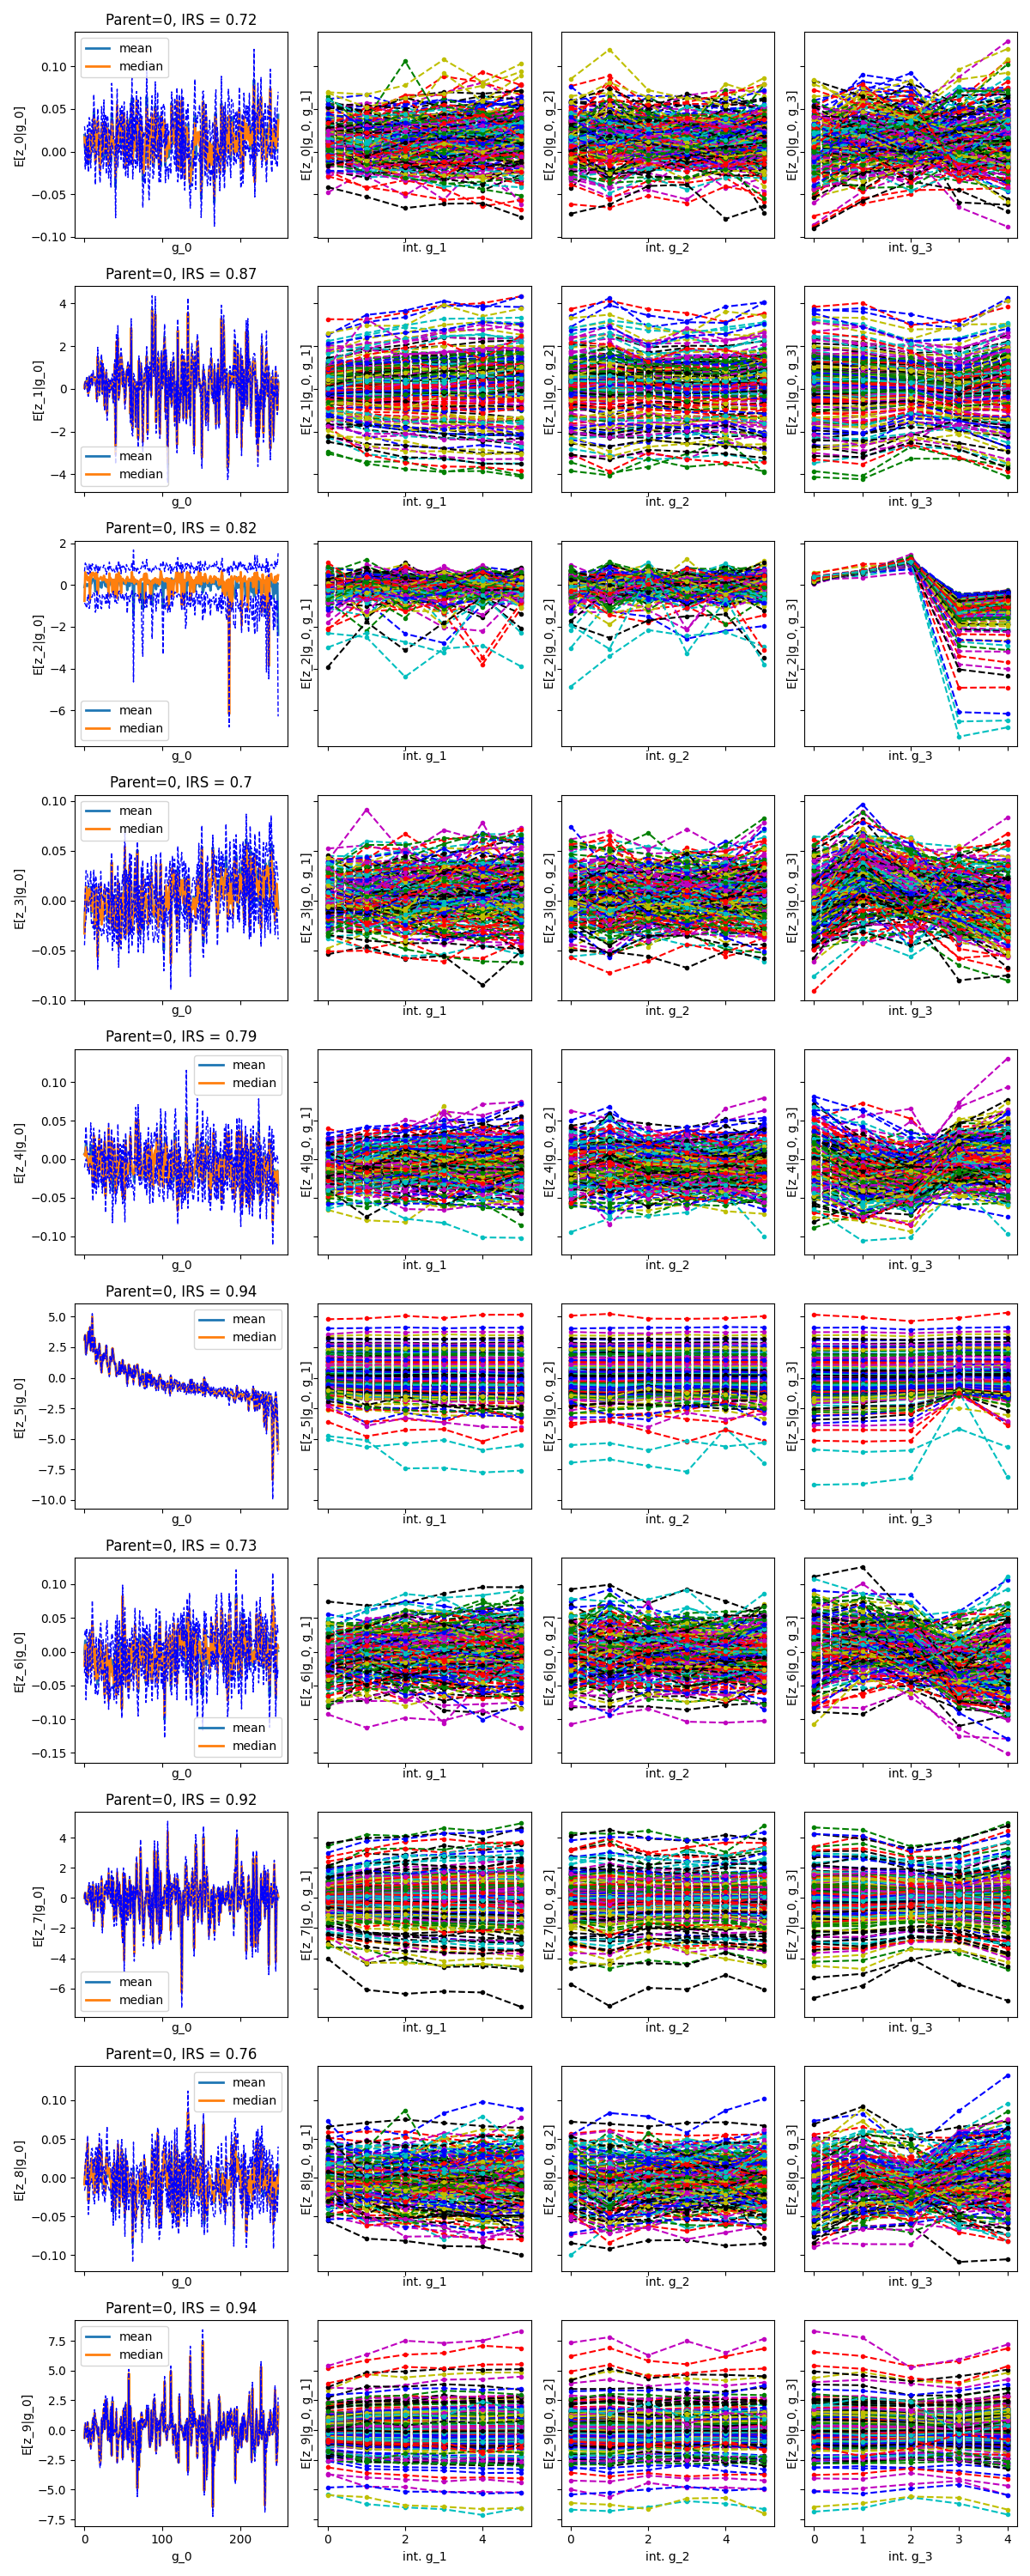 Parent=0, IRS = 0.72
mean
median
0.10
0.05
0.00
−0.05
−0.10
E[z_0|g_0]
E[z_0|g_0, g_1]
E[z_0|g_0, g_2]
E[z_0|g_0, g_3]
g_0
int. g_1
int. g_2
int. g_3
Parent=0, IRS = 0.87
4
2
0
−2
−4
mean
median
E[z_1|g_0]
E[z_1|g_0, g_1]
E[z_1|g_0, g_2]
E[z_1|g_0, g_3]
g_0
int. g_1
int. g_2
int. g_3
Parent=0, IRS = 0.82
2
0
−2
−4
−6
mean
median
E[z_2|g_0]
E[z_2|g_0, g_1]
E[z_2|g_0, g_2]
E[z_2|g_0, g_3]
g_0
int. g_1
int. g_2
int. g_3
Parent=0, IRS = 0.7
mean
median
0.10
0.05
0.00
−0.05
−0.10
E[z_3|g_0]
E[z_3|g_0, g_1]
E[z_3|g_0, g_2]
E[z_3|g_0, g_3]
g_0
int. g_1
int. g_2
int. g_3
Parent=0, IRS = 0.79
mean
median
0.10
0.05
0.00
−0.05
−0.10
E[z_4|g_0]
E[z_4|g_0, g_1]
E[z_4|g_0, g_2]
E[z_4|g_0, g_3]
g_0
int. g_1
int. g_2
int. g_3
Parent=0, IRS = 0.94
mean
median
5.0
2.5
0.0
−2.5
−5.0
−7.5
−10.0
E[z_5|g_0]
E[z_5|g_0, g_1]
E[z_5|g_0, g_2]
E[z_5|g_0, g_3]
g_0
int. g_1
int. g_2
int. g_3
Parent=0, IRS = 0.73
0.10
0.05
0.00
−0.05
−0.10
−0.15
mean
median
E[z_6|g_0]
E[z_6|g_0, g_1]
E[z_6|g_0, g_2]
E[z_6|g_0, g_3]
g_0
int. g_1
int. g_2
int. g_3
Parent=0, IRS = 0.92
4
2
0
−2
−4
−6
mean
median
E[z_7|g_0]
E[z_7|g_0, g_1]
E[z_7|g_0, g_2]
E[z_7|g_0, g_3]
g_0
int. g_1
int. g_2
int. g_3
Parent=0, IRS = 0.76
mean
median
0.10
0.05
0.00
−0.05
−0.10
E[z_8|g_0]
E[z_8|g_0, g_1]
E[z_8|g_0, g_2]
E[z_8|g_0, g_3]
g_0
int. g_1
int. g_2
int. g_3
Parent=0, IRS = 0.94
mean
median
7.5
5.0
2.5
0.0
−2.5
−5.0
−7.5
E[z_9|g_0]
E[z_9|g_0, g_1]
E[z_9|g_0, g_2]
E[z_9|g_0, g_3]
0 100 200
0 2 4
0 2 4
0 1 2 3 4
g_0
int. g_1
int. g_2
int. g_3